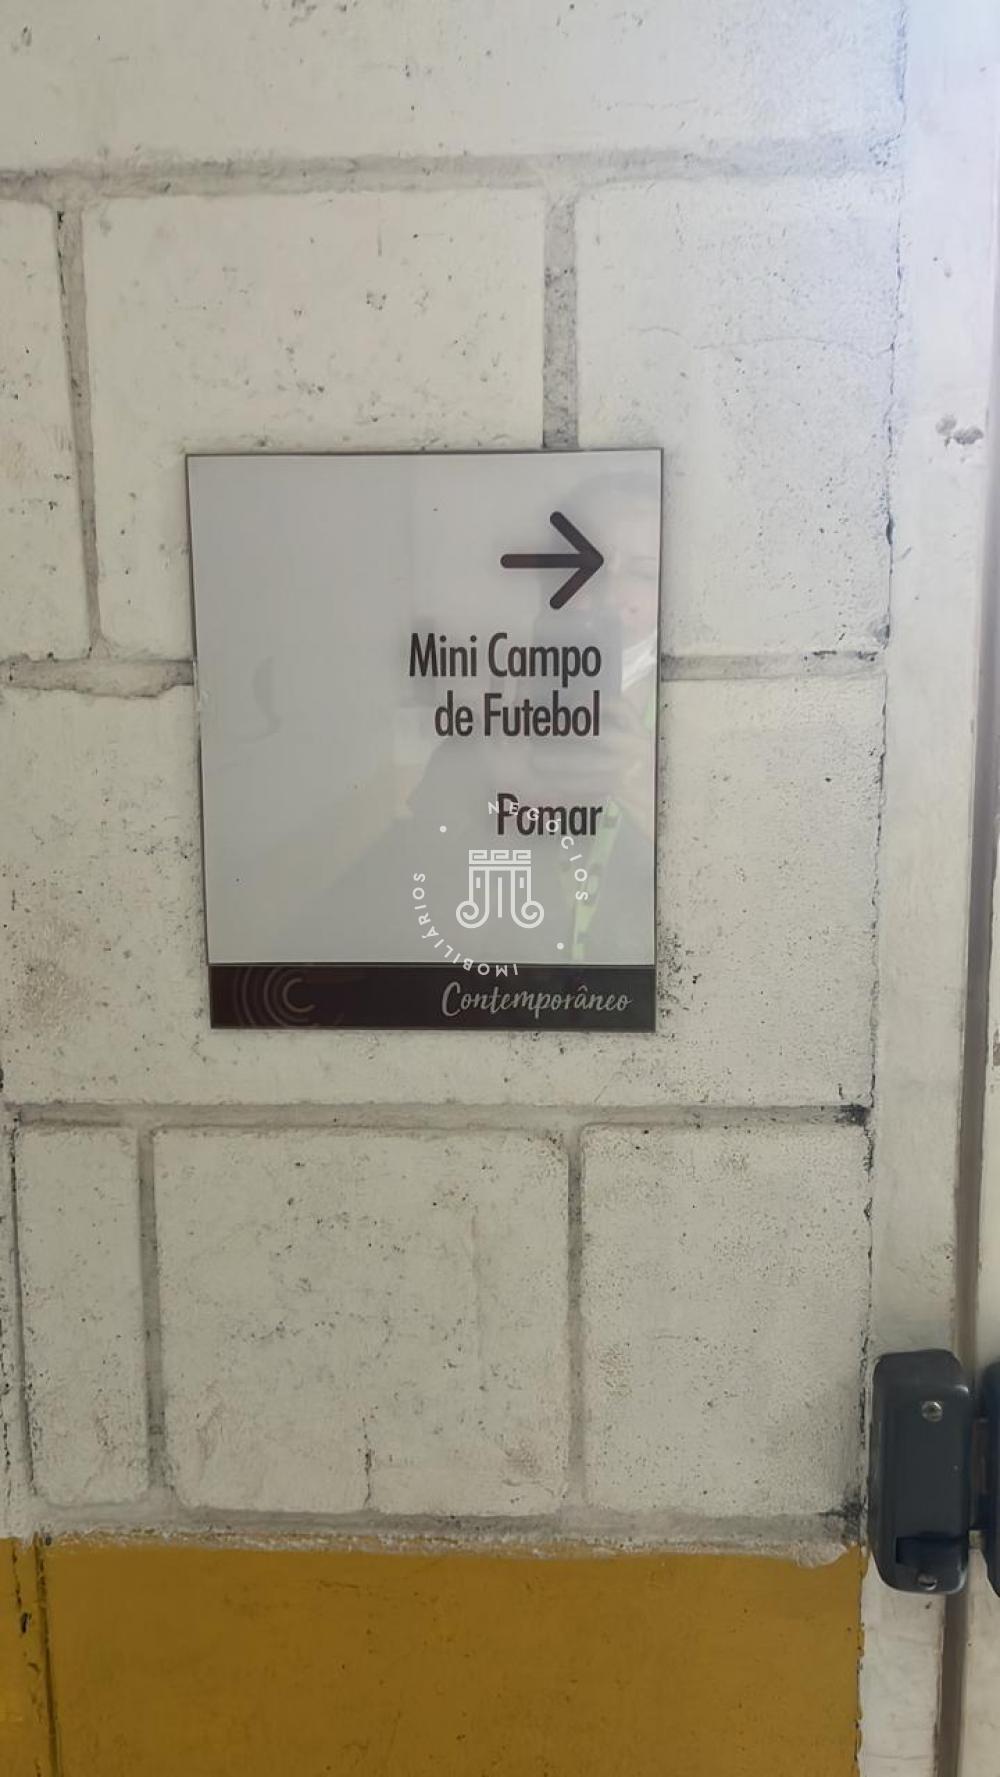 Mini Campo
de Futebol
Pomar
NEGÓCIOS
IMOBILIÁRIOS
Contemporâneo